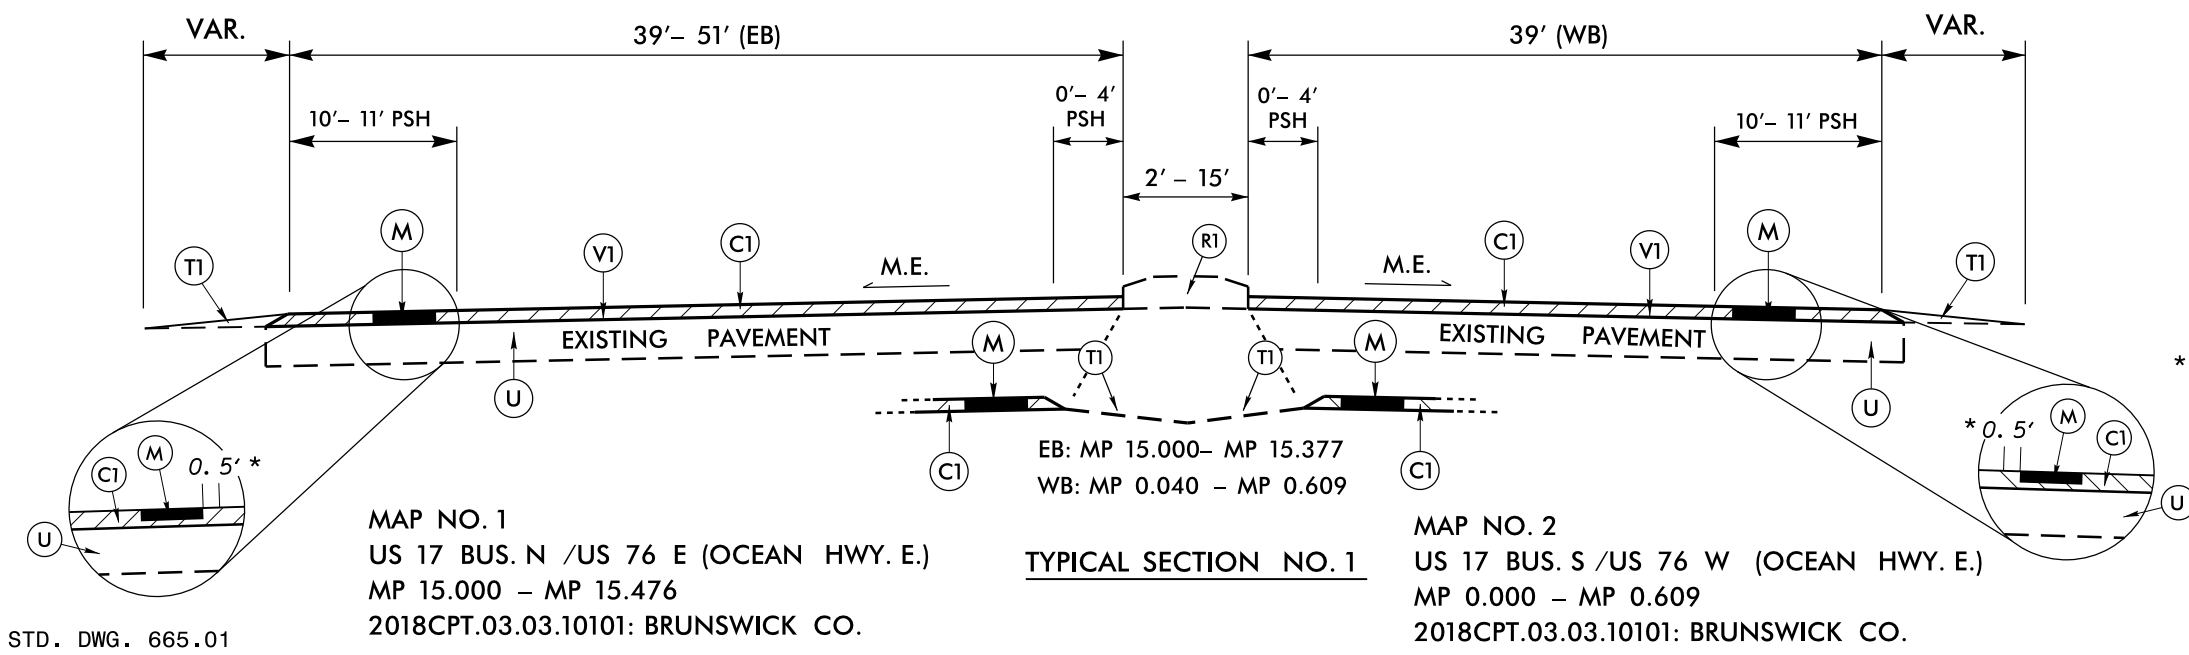 VAR.
39'– 51' (EB)
39' (WB)
VAR.
10'– 11' PSH
0'– 4'
PSH
0'– 4'
PSH
10'– 11' PSH
2' – 15'
T1
M
V1
C1
M.E.
R1
M.E.
C1
V1
M
T1
EXISTING PAVEMENT
EXISTING PAVEMENT
U
M
T1
T1
M
U
*
C1
C1
EB: MP 15.000– MP 15.377
WB: MP 0.040 – MP 0.609
C1
M
0.5' *
U
* 0.5'
M
C1
U
MAP NO. 1
US 17 BUS. N /US 76 E (OCEAN HWY. E.)
MP 15.000 – MP 15.476
2018CPT.03.03.10101: BRUNSWICK CO.
TYPICAL SECTION NO. 1
MAP NO. 2
US 17 BUS. S /US 76 W (OCEAN HWY. E.)
MP 0.000 – MP 0.609
2018CPT.03.03.10101: BRUNSWICK CO.
STD. DWG. 665.01